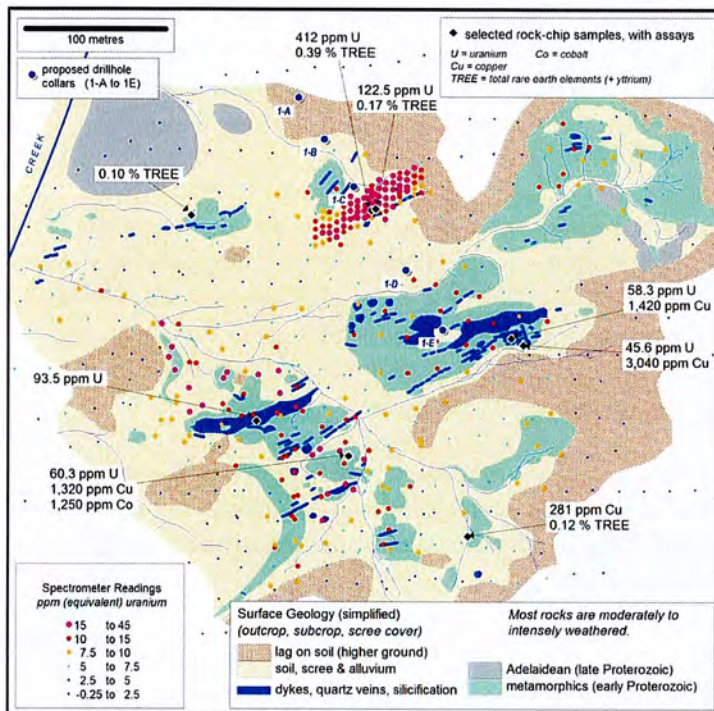 100 metres
proposed drillhole
collars (1-A to 1E)
412 ppm U
0.39 % TREE
selected rock-chip samples, with assays
U = uranium Co = cobalt
Cu = copper
TREE = total rare earth elements (+ yttrium)
122.5 ppm U
0.17 % TREE
1-A
1-B
CREEK
0.10 % TREE
1-C
1-D
58.3 ppm U
1,420 ppm Cu
1-E
45.6 ppm U
3,040 ppm Cu
93.5 ppm U
60.3 ppm U
1,320 ppm Cu
1,250 ppm Co
281 ppm Cu
0.12 % TREE
Spectrometer Readings
ppm (equivalent) uranium
15 to 45
10 to 15
7.5 to 10
5 to 7.5
2.5 to 5
-0.25 to 2.5
Surface Geology (simplified)
(outcrop, subcrop, scree cover)
Most rocks are moderately to
intensely weathered.
lag on soil (higher ground)
soil, scree & alluvium
dykes, quartz veins, silicification
Adelaidean (late Proterozoic)
metamorphics (early Proterozoic)